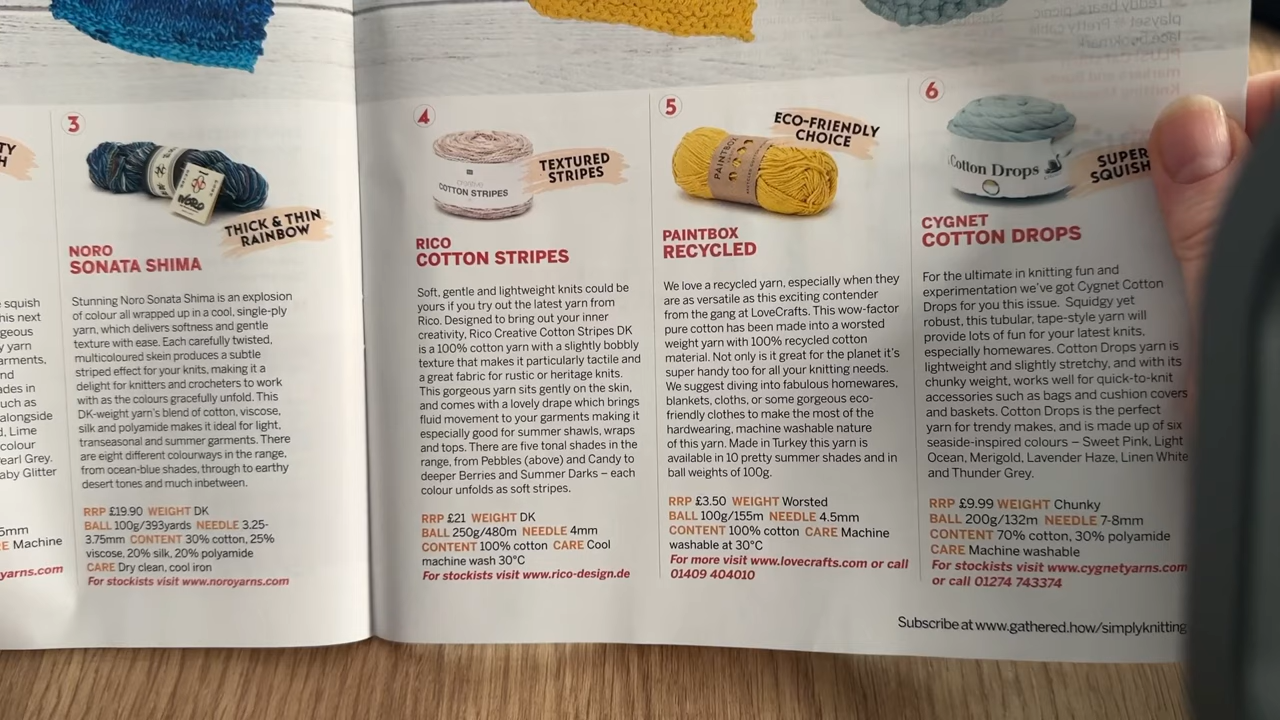 TY
H
squish
his next
geous
y yarn
arments,
nd
ades in
uch as
alongside
d, Lime
colour
earl Grey.
aby Glitter
5mm
E Machine
yarns.com
3
NORO
THICK & THIN
RAINBOW
NORO
SONATA SHIMA
Stunning Noro Sonata Shima is an explosion
of colour all wrapped up in a cool, single-ply
yarn, which delivers softness and gentle
texture with ease. Each carefully twisted,
multicoloured skein produces a subtle
striped effect for your knits, making it a
delight for knitters and crocheters to work
with as the colours gracefully unfold. This
DK-weight yarn's blend of cotton, viscose,
silk and polyamide makes it ideal for light,
transeasonal and summer garments. There
are eight different colourways in the range,
from ocean-blue shades, through to earthy
desert tones and much inbetween.
RRP £19.90 WEIGHT DK
BALL 100g/393yards NEEDLE 3.25-
3.75mm CONTENT 30% cotton, 25%
viscose, 20% silk, 20% polyamide
CARE Dry clean, cool iron
For stockists visit www.noroyarns.com
4
COTTON STRIPES
TEXTURED
STRIPES
RICO
COTTON STRIPES
Soft, gentle and lightweight knits could be
yours if you try out the latest yarn from
Rico. Designed to bring out your inner
creativity, Rico Creative Cotton Stripes DK
is a 100% cotton yarn with a slightly bobbly
texture that makes it particularly tactile and
a great fabric for rustic or heritage knits.
This gorgeous yarn sits gently on the skin,
and comes with a lovely drape which brings
fluid movement to your garments making it
especially good for summer shawls, wraps
and tops. There are five tonal shades in the
range, from Pebbles (above) and Candy to
deeper Berries and Summer Darks – each
colour unfolds as soft stripes.
RRP £21 WEIGHT DK
BALL 250g/480m NEEDLE 4mm
CONTENT 100% cotton CARE Cool
machine wash 30°C
For stockists visit www.rico-design.de
5
PAINTBOX
ECO-FRIENDLY
CHOICE
PAINTBOX
RECYCLED
We love a recycled yarn, especially when they
are as versatile as this exciting contender
from the gang at LoveCrafts. This wow-factor
pure cotton has been made into a worsted
weight yarn with 100% recycled cotton
material. Not only is it great for the planet it's
super handy too for all your knitting needs.
We suggest diving into fabulous homewares,
blankets, cloths, or some gorgeous eco-
friendly clothes to make the most of the
hardwearing, machine washable nature
of this yarn. Made in Turkey this yarn is
available in 10 pretty summer shades and in
ball weights of 100g.
RRP £3.50 WEIGHT Worsted
BALL 100g/155m NEEDLE 4.5mm
CONTENT 100% cotton CARE Machine
washable at 30°C
For more visit www.lovecrafts.com or call
01409 404010
6
Cotton Drops
SUPER
SQUISH
CYGNET
COTTON DROPS
For the ultimate in knitting fun and
experimentation we've got Cygnet Cotton
Drops for you this issue. Squidgy yet
robust, this tubular, tape-style yarn will
provide lots of fun for your latest knits,
especially homewares. Cotton Drops yarn is
lightweight and slightly stretchy, and with its
chunky weight, works well for quick-to-knit
accessories such as bags and cushion covers
and baskets. Cotton Drops is the perfect
yarn for trendy makes, and is made up of six
seaside-inspired colours – Sweet Pink, Light
Ocean, Merigold, Lavender Haze, Linen White
and Thunder Grey.
RRP £9.99 WEIGHT Chunky
BALL 200g/132m NEEDLE 7-8mm
CONTENT 70% cotton, 30% polyamide
CARE Machine washable
For stockists visit www.cygnetyarns.com
or call 01274 743374
Subscribe at www.gathered.how/simplyknitting